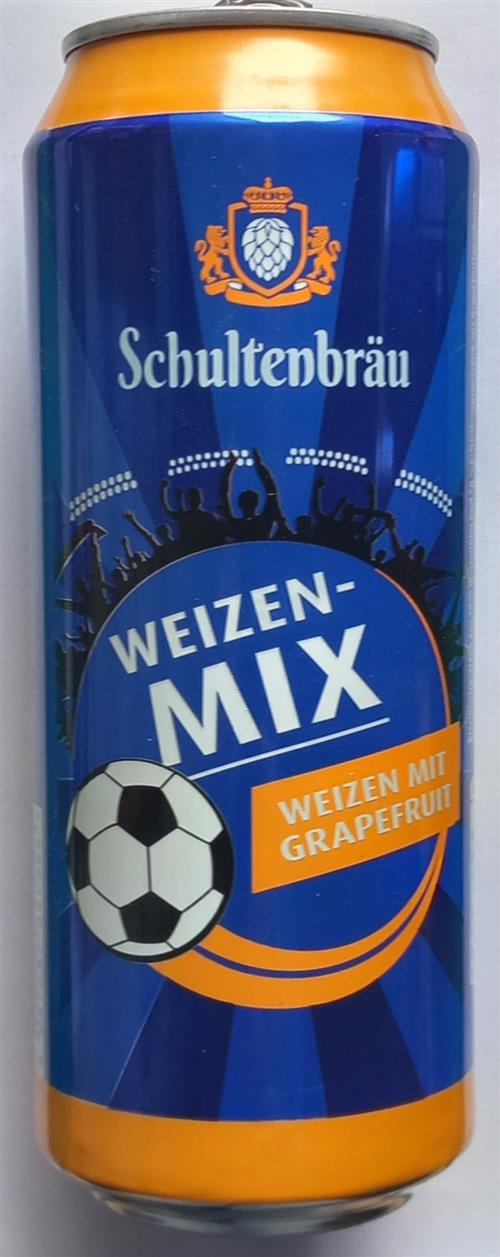 Schultenbräu
WEIZEN-
MIX
WEIZEN MIT
GRAPEFRUIT